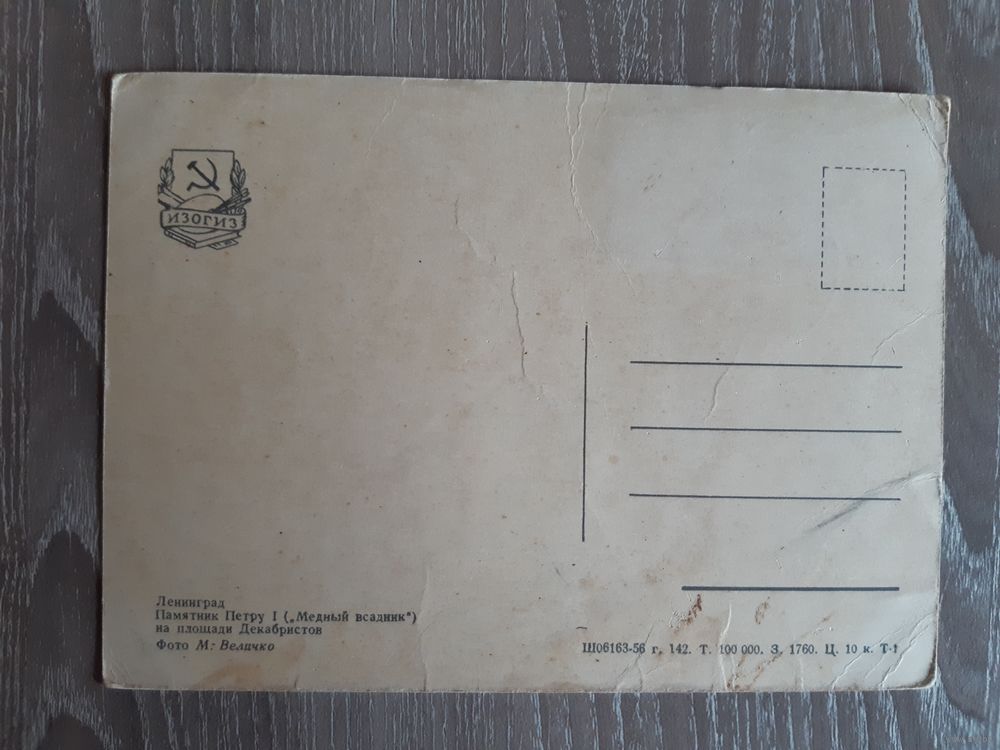 ИЗОГИЗ
Ленинград
Памятник Петру I („Медный всадник“)
на площади Декабристов
Фото М. Величко
Ш06163-56 г. 142. Т. 100 000. З. 1760. Ц. 10 к. Т-1